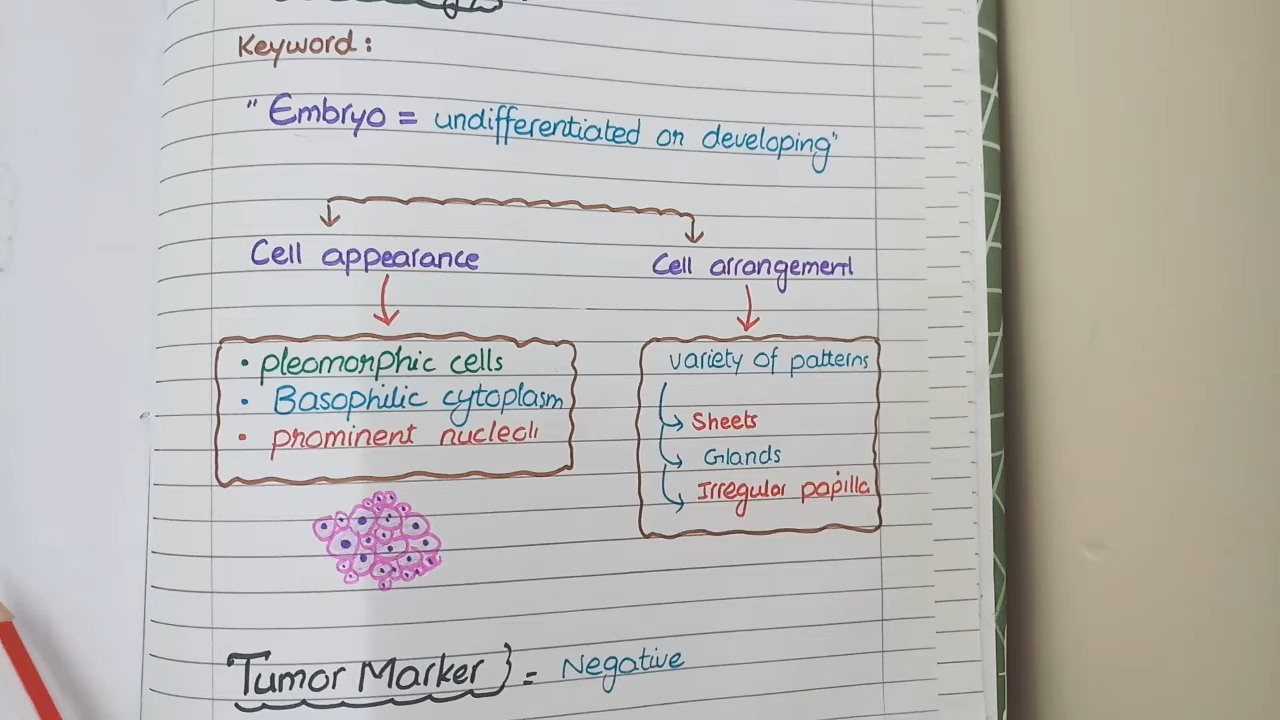 Keyword :
" Embryo = undifferentiated or developing"
Cell appearance
Cell arrangement
• pleomorphic cells
• Basophilic cytoplasm
• prominent nucleoli
variety of patterns
Sheets
Glands
Irregular papilla
Tumor Marker } = Negative